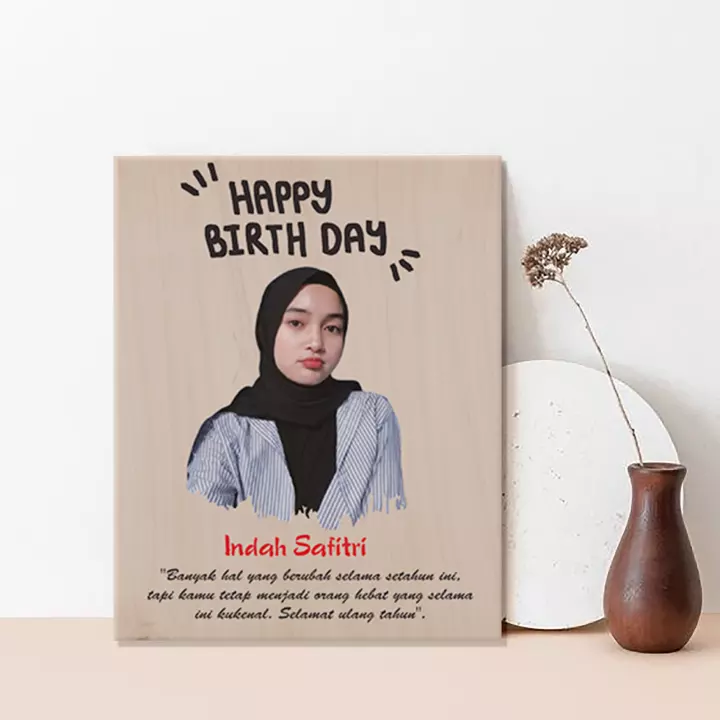 HAPPY
BIRTH DAY
Indah Safitri
"Banyak hal yang berubah selama setahun ini,
tapi kamu tetap menjadi orang hebat yang selama
ini kukenal. Selamat ulang tahun".